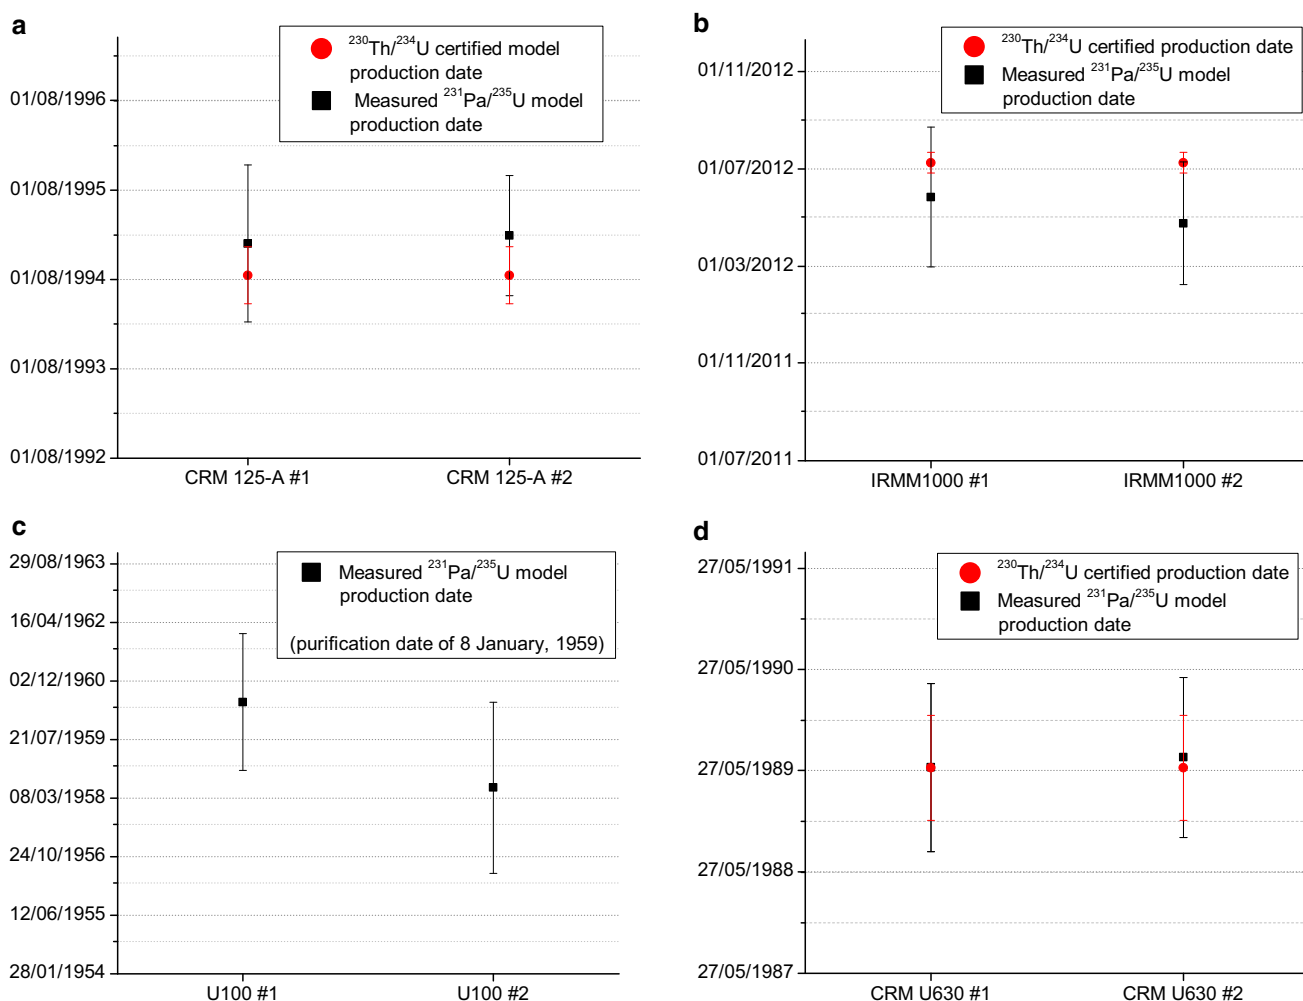 a
²³⁰Th/²³⁴U certified model
production date
Measured ²³¹Pa/²³⁵U model
production date
01/08/1996
01/08/1995
01/08/1994
01/08/1993
01/08/1992
CRM 125-A #1
CRM 125-A #2
b
²³⁰Th/²³⁴U certified production date
Measured ²³¹Pa/²³⁵U model
production date
01/11/2012
01/07/2012
01/03/2012
01/11/2011
01/07/2011
IRMM1000 #1
IRMM1000 #2
c
Measured ²³¹Pa/²³⁵U model
production date
(purification date of 8 January, 1959)
29/08/1963
16/04/1962
02/12/1960
21/07/1959
08/03/1958
24/10/1956
12/06/1955
28/01/1954
U100 #1
U100 #2
d
²³⁰Th/²³⁴U certified production date
Measured ²³¹Pa/²³⁵U model
production date
27/05/1991
27/05/1990
27/05/1989
27/05/1988
27/05/1987
CRM U630 #1
CRM U630 #2